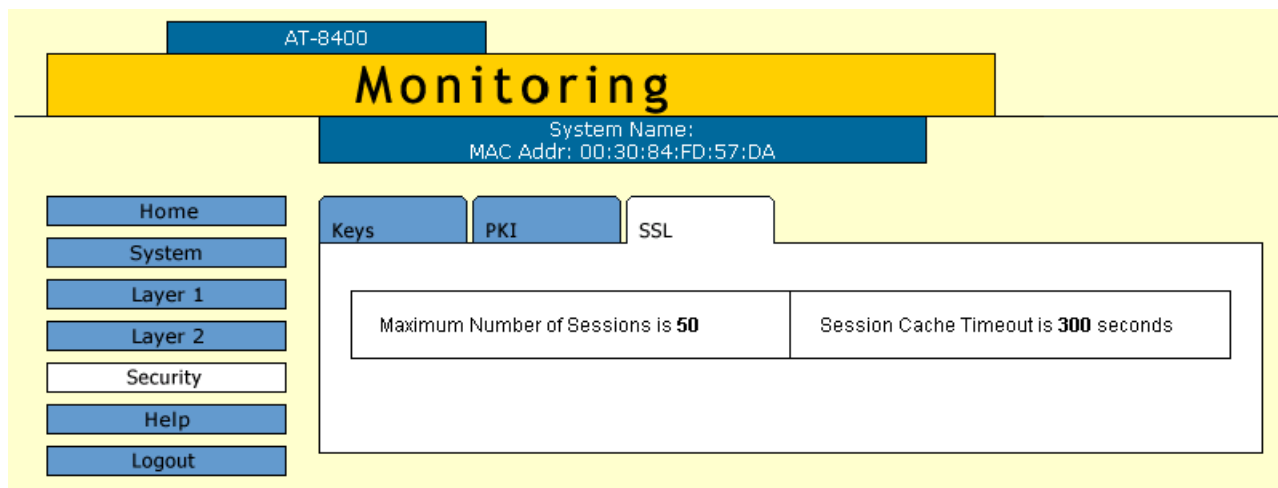 AT-8400
Monitoring
System Name:
MAC Addr: 00:30:84:FD:57:DA
Home
System
Layer 1
Layer 2
Security
Help
Logout
Keys
PKI
SSL
Maximum Number of Sessions is 50
Session Cache Timeout is 300 seconds